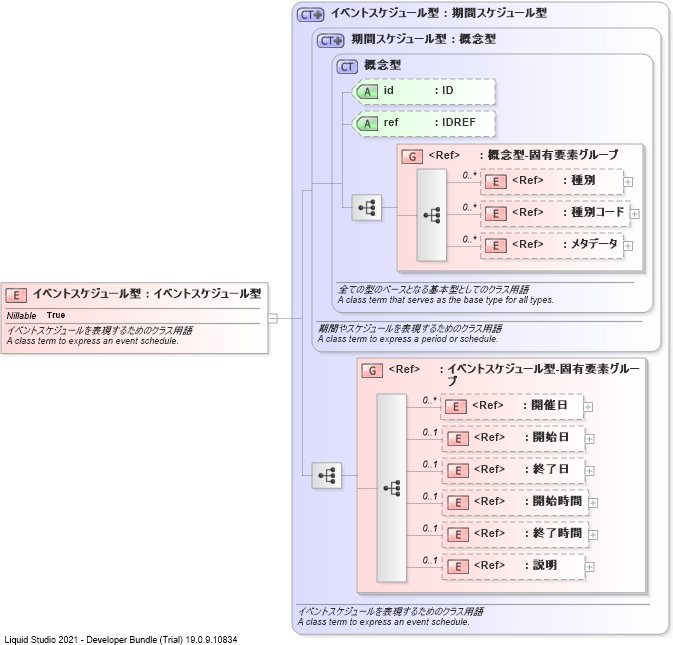 CT イベントスケジュール型 : 期間スケジュール型
CT 期間スケジュール型 : 概念型
CT 概念型
A id : ID
A ref : IDREF
G <Ref> : 概念型-固有要素グループ
0..* E <Ref> : 種別
0..* E <Ref> : 種別コード
0..* E <Ref> : メタデータ
全ての型のベースとなる基本型としてのクラス用語
A class term that serves as the base type for all types.
期間やスケジュールを表現するためのクラス用語
A class term to express a period or schedule.
E イベントスケジュール型 : イベントスケジュール型
Nillable True
イベントスケジュールを表現するためのクラス用語
A class term to express an event schedule.
G <Ref> : イベントスケジュール型-固有要素グルー
プ
0..* E <Ref> : 開催日
0..1 E <Ref> : 開始日
0..1 E <Ref> : 終了日
0..1 E <Ref> : 開始時間
0..1 E <Ref> : 終了時間
0..1 E <Ref> : 説明
イベントスケジュールを表現するためのクラス用語
A class term to express an event schedule.
Liquid Studio 2021 - Developer Bundle (Trial) 19.0.9.10834